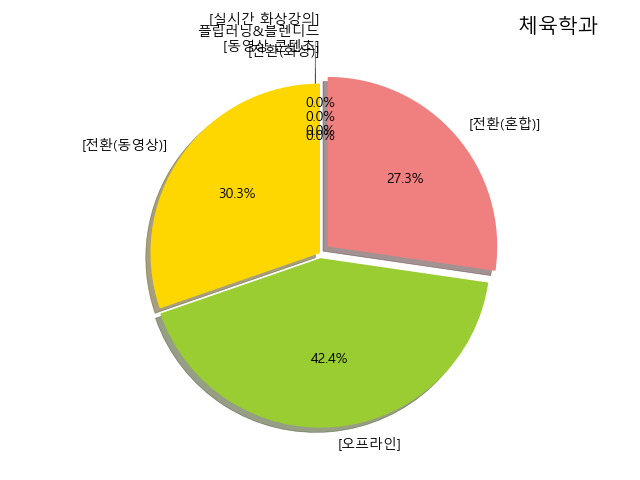 체육학과
[실시간 화상강의]
플립러닝&블렌디드
[동영상 콘텐츠]
[전환(화상)]
0.0%
0.0%
0.0%
0.0%
[전환(혼합)]
27.3%
[전환(동영상)]
30.3%
42.4%
[오프라인]